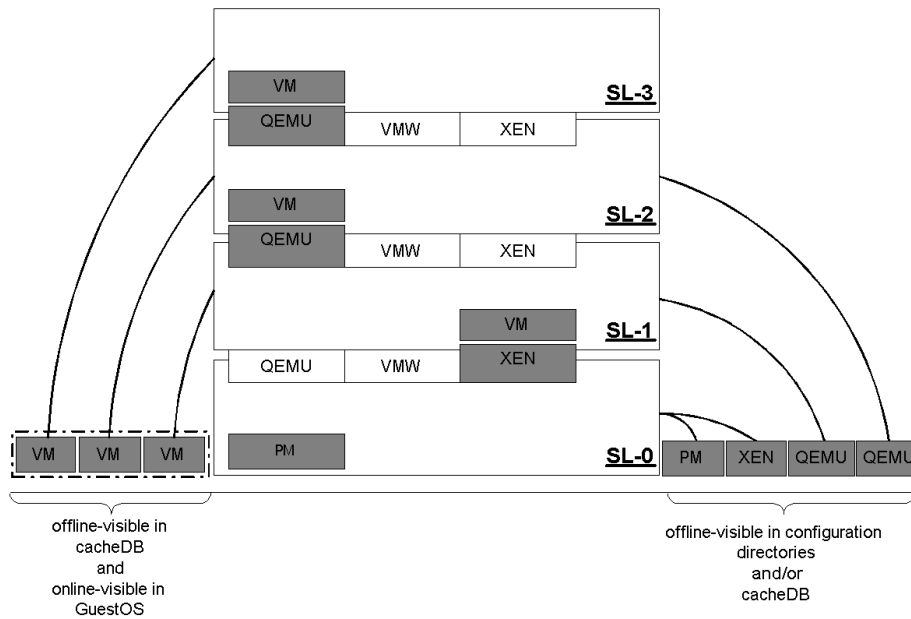 VM
SL-3
QEMU VMW XEN
VM
SL-2
QEMU VMW XEN
VM
SL-1
QEMU VMW XEN
VM VM VM PM SL-0 PM XEN QEMU QEMU
offline-visible in
cacheDB
and
online-visible in
GuestOS
offline-visible in configuration
directories
and/or
cacheDB